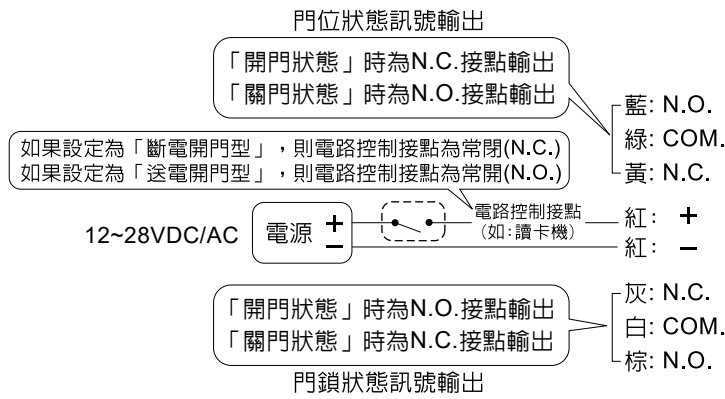 門位狀態訊號輸出
「開門狀態」時為N.C.接點輸出
「關門狀態」時為N.O.接點輸出
藍: N.O.
綠: COM.
黃: N.C.
如果設定為「斷電開門型」，則電路控制接點為常閉(N.C.)
如果設定為「送電開門型」，則電路控制接點為常開(N.O.)
12~28VDC/AC
電源 + −
電路控制接點
(如:讀卡機)
紅: +
紅: −
「開門狀態」時為N.O.接點輸出
「關門狀態」時為N.C.接點輸出
灰: N.C.
白: COM.
棕: N.O.
門鎖狀態訊號輸出